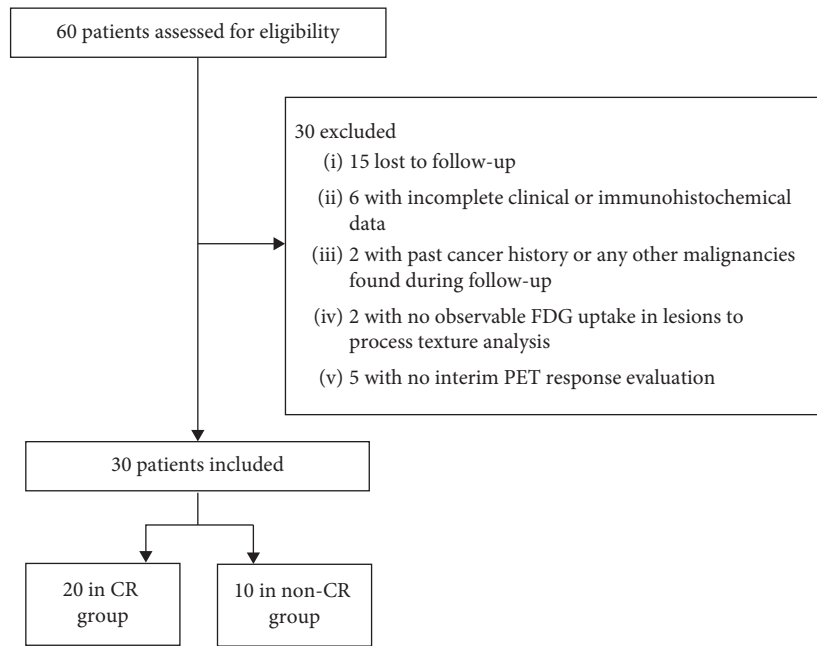 60 patients assessed for eligibility
30 excluded
(i) 15 lost to follow-up
(ii) 6 with incomplete clinical or immunohistochemical
data
(iii) 2 with past cancer history or any other malignancies
found during follow-up
(iv) 2 with no observable FDG uptake in lesions to
process texture analysis
(v) 5 with no interim PET response evaluation
30 patients included
20 in CR
group
10 in non-CR
group